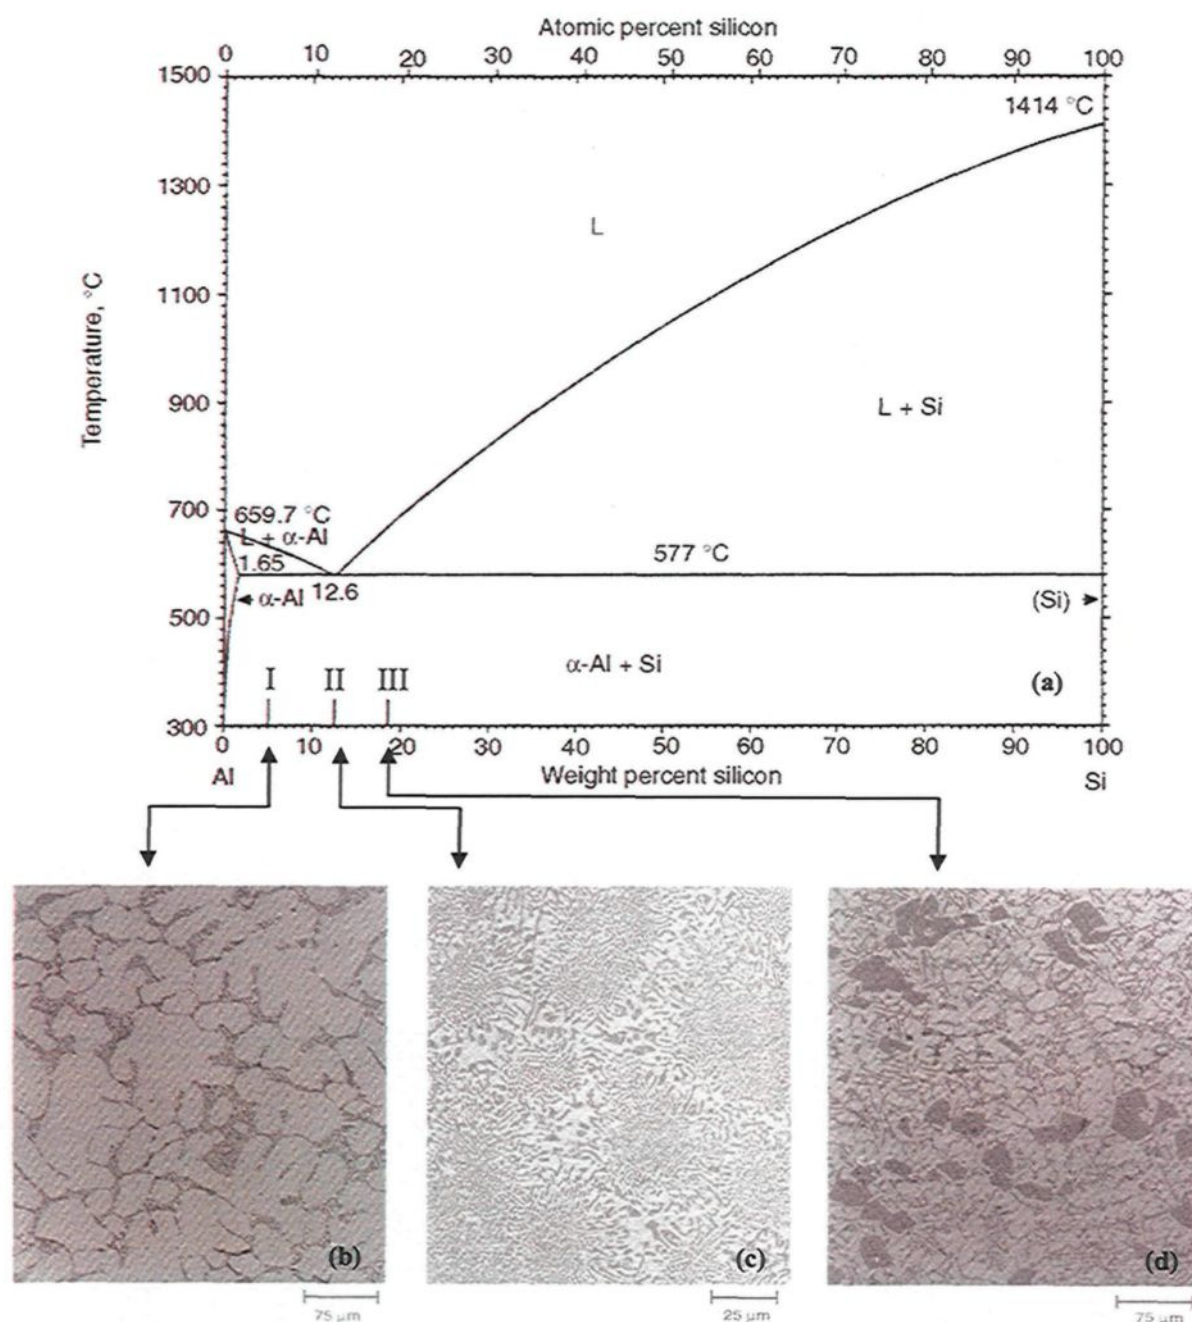 Atomic percent silicon
0 10 20 30 40 50 60 70 80 90 100
1500
1414 °C
1300
L
1100
Temperature, °C
900
L + Si
700
659.7 °C
L + α-Al
577 °C
1.65
α-Al 12.6
(Si)
500
α-Al + Si
(a)
I II III
300
0 10 20 30 40 50 60 70 80 90 100
Al Weight percent silicon Si
(b) (c) (d)
75 µm 25 µm 75 µm